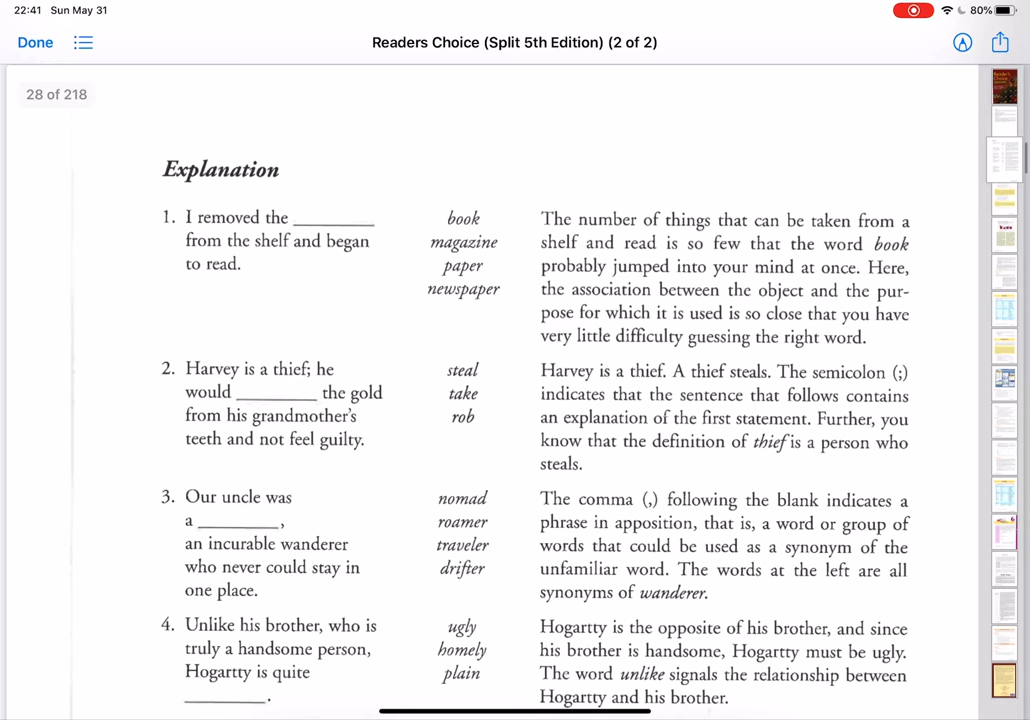 22:41 Sun May 31
80%
Done
Readers Choice (Split 5th Edition) (2 of 2)
28 of 218
Explanation
1. I removed the ________
from the shelf and began
to read.
book
magazine
paper
newspaper
The number of things that can be taken from a
shelf and read is so few that the word book
probably jumped into your mind at once. Here,
the association between the object and the pur-
pose for which it is used is so close that you have
very little difficulty guessing the right word.
2. Harvey is a thief; he
would ________ the gold
from his grandmother's
teeth and not feel guilty.
steal
take
rob
Harvey is a thief. A thief steals. The semicolon (;)
indicates that the sentence that follows contains
an explanation of the first statement. Further, you
know that the definition of thief is a person who
steals.
3. Our uncle was
a ________,
an incurable wanderer
who never could stay in
one place.
nomad
roamer
traveler
drifter
The comma (,) following the blank indicates a
phrase in apposition, that is, a word or group of
words that could be used as a synonym of the
unfamiliar word. The words at the left are all
synonyms of wanderer.
4. Unlike his brother, who is
truly a handsome person,
Hogartty is quite
________.
ugly
homely
plain
Hogartty is the opposite of his brother, and since
his brother is handsome, Hogartty must be ugly.
The word unlike signals the relationship between
Hogartty and his brother.